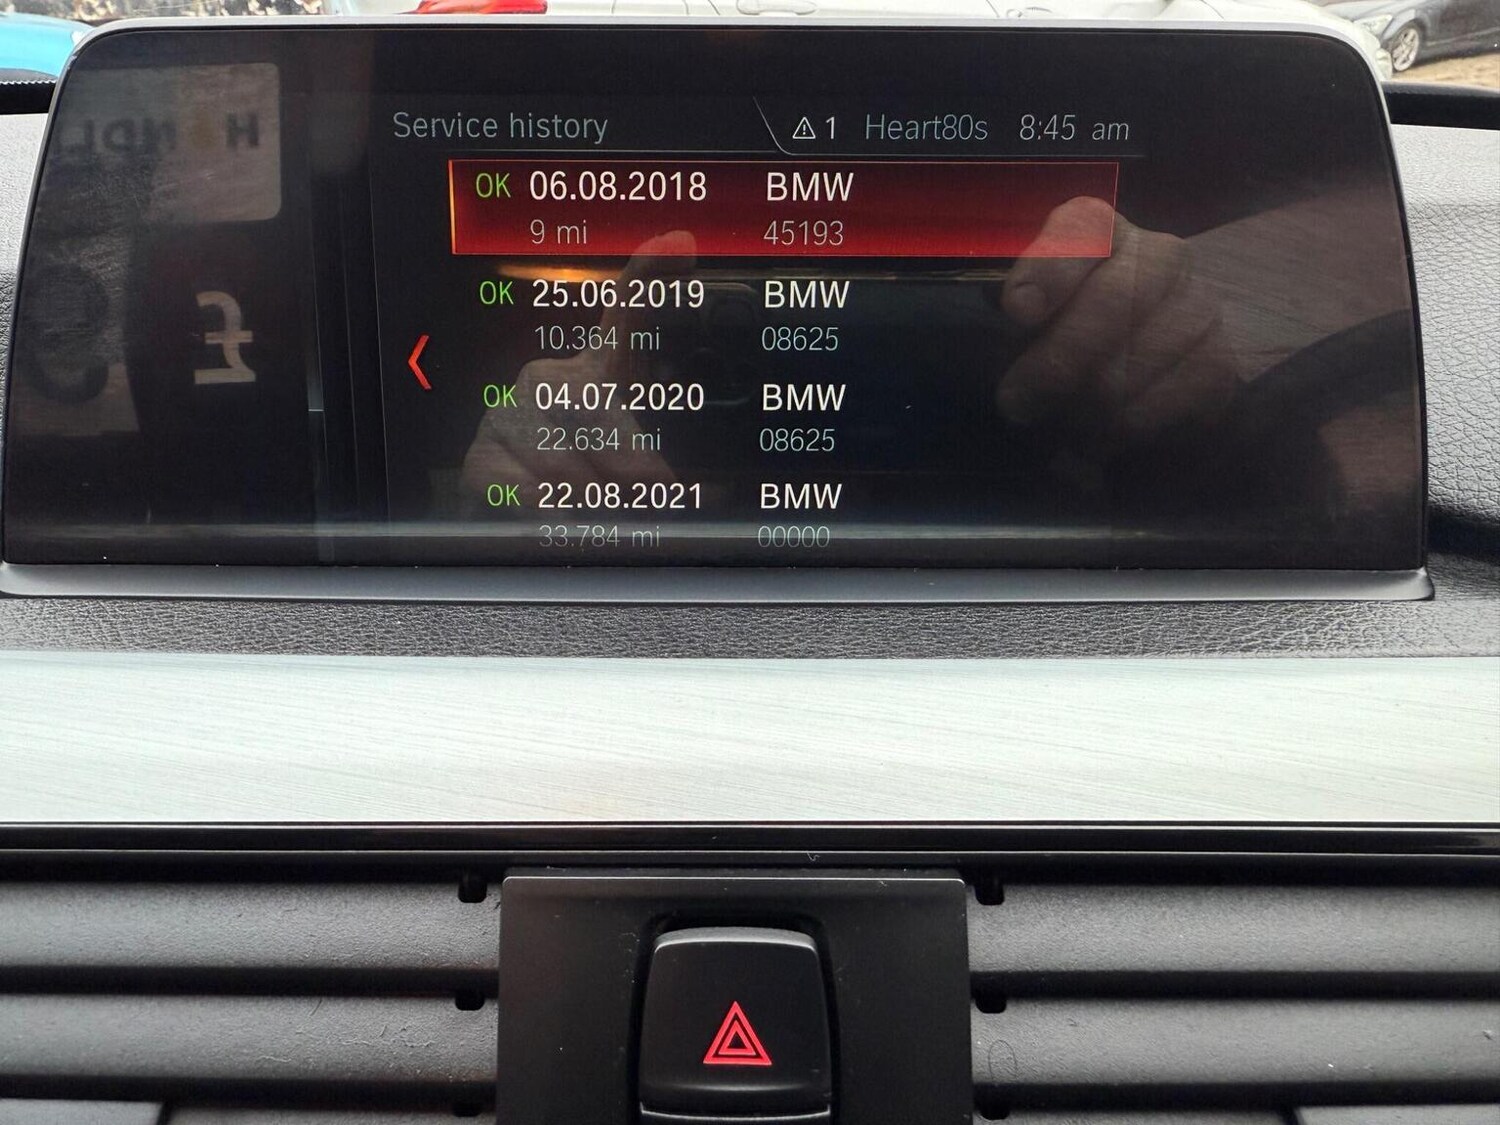 Service history
1 Heart80s 8:45 am
OK 06.08.2018 BMW
9 mi 45193
OK 25.06.2019 BMW
10.364 mi 08625
OK 04.07.2020 BMW
22.634 mi 08625
OK 22.08.2021 BMW
33.784 mi 00000